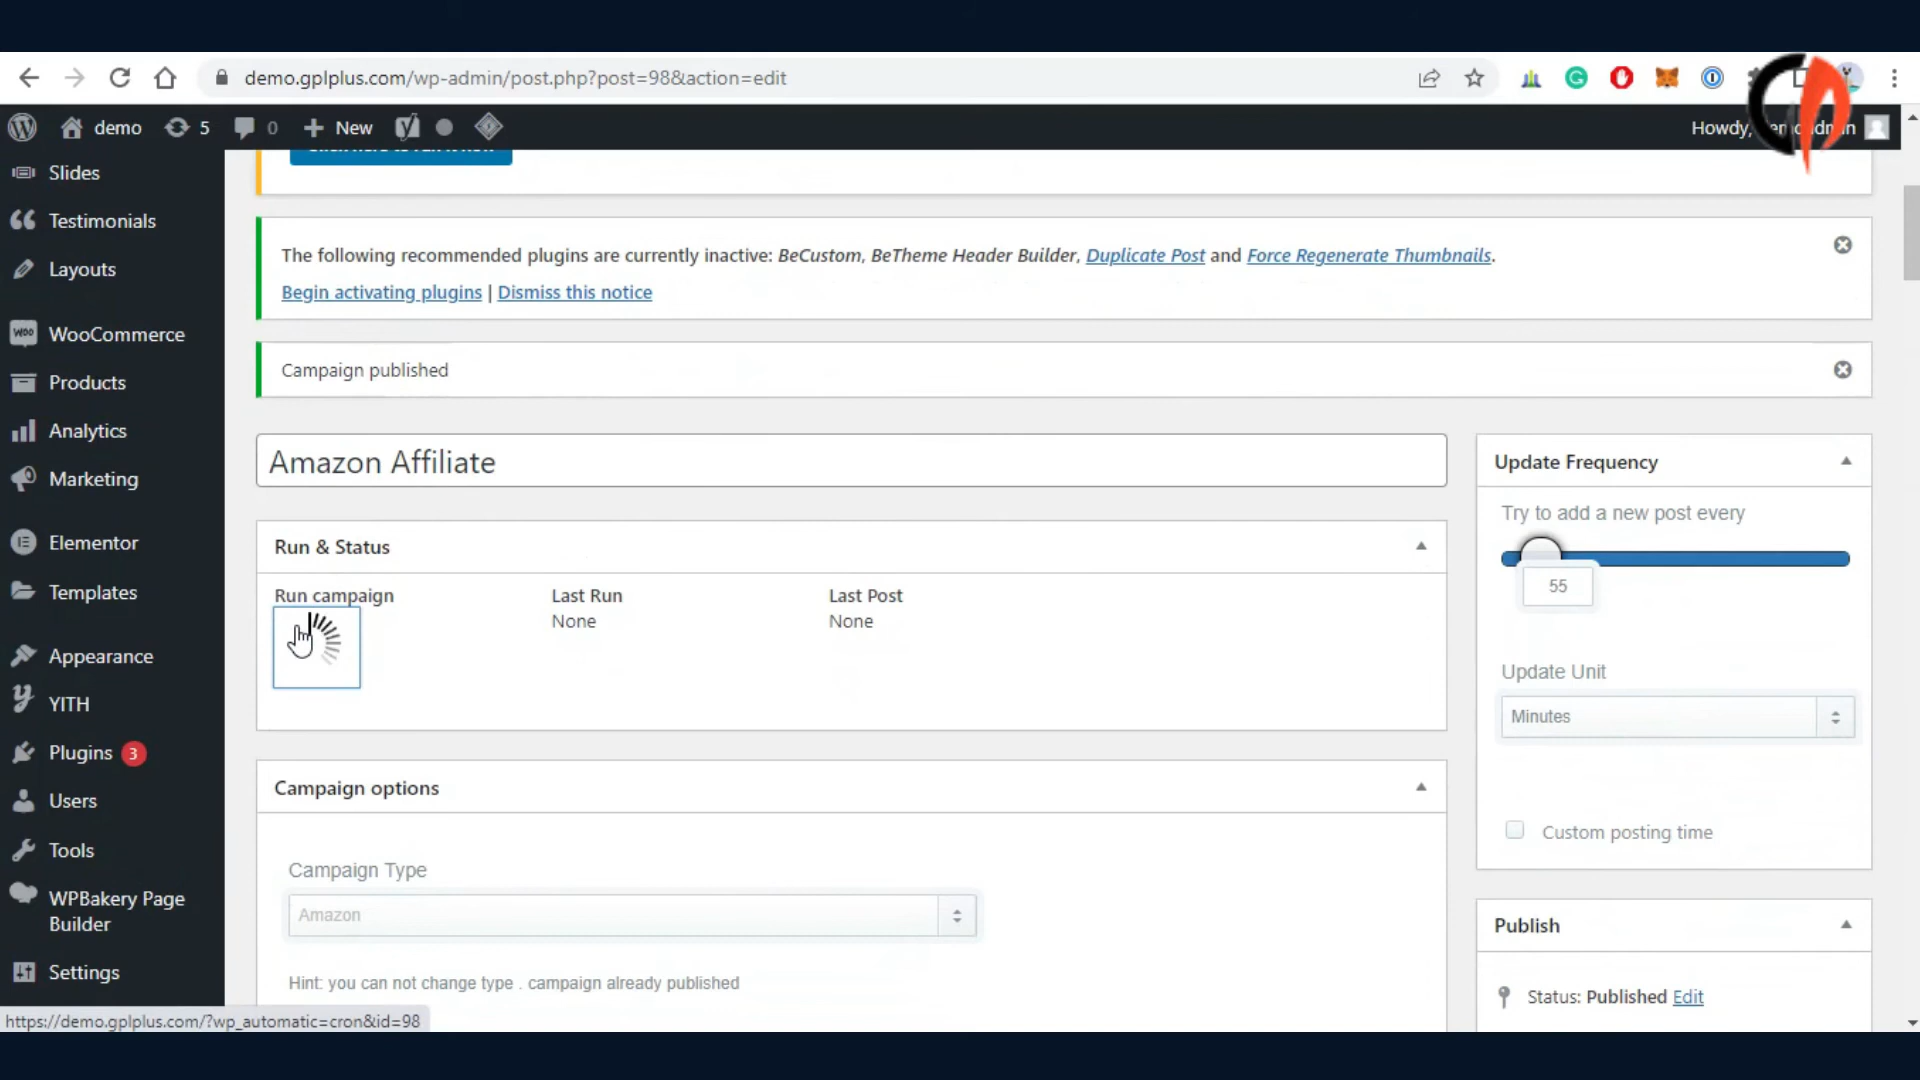 demo.gplplus.com/wp-admin/post.php?post=98&action=edit
demo
5
0
New
Howdy,
Slides
Testimonials
Layouts
WooCommerce
Products
Analytics
Marketing
Elementor
Templates
Appearance
YITH
Plugins 3
Users
Tools
WPBakery Page
Builder
Settings
The following recommended plugins are currently inactive: BeCustom, BeTheme Header Builder, Duplicate Post and Force Regenerate Thumbnails.
Begin activating plugins | Dismiss this notice
Campaign published
Amazon Affiliate
Run & Status
Run campaign
Last Run
None
Last Post
None
Campaign options
Campaign Type
Amazon
Hint: you can not change type . campaign already published
Update Frequency
Try to add a new post every
55
Update Unit
Minutes
Custom posting time
Publish
Status: Published Edit
https://demo.gplplus.com/?wp_automatic=cron&id=98